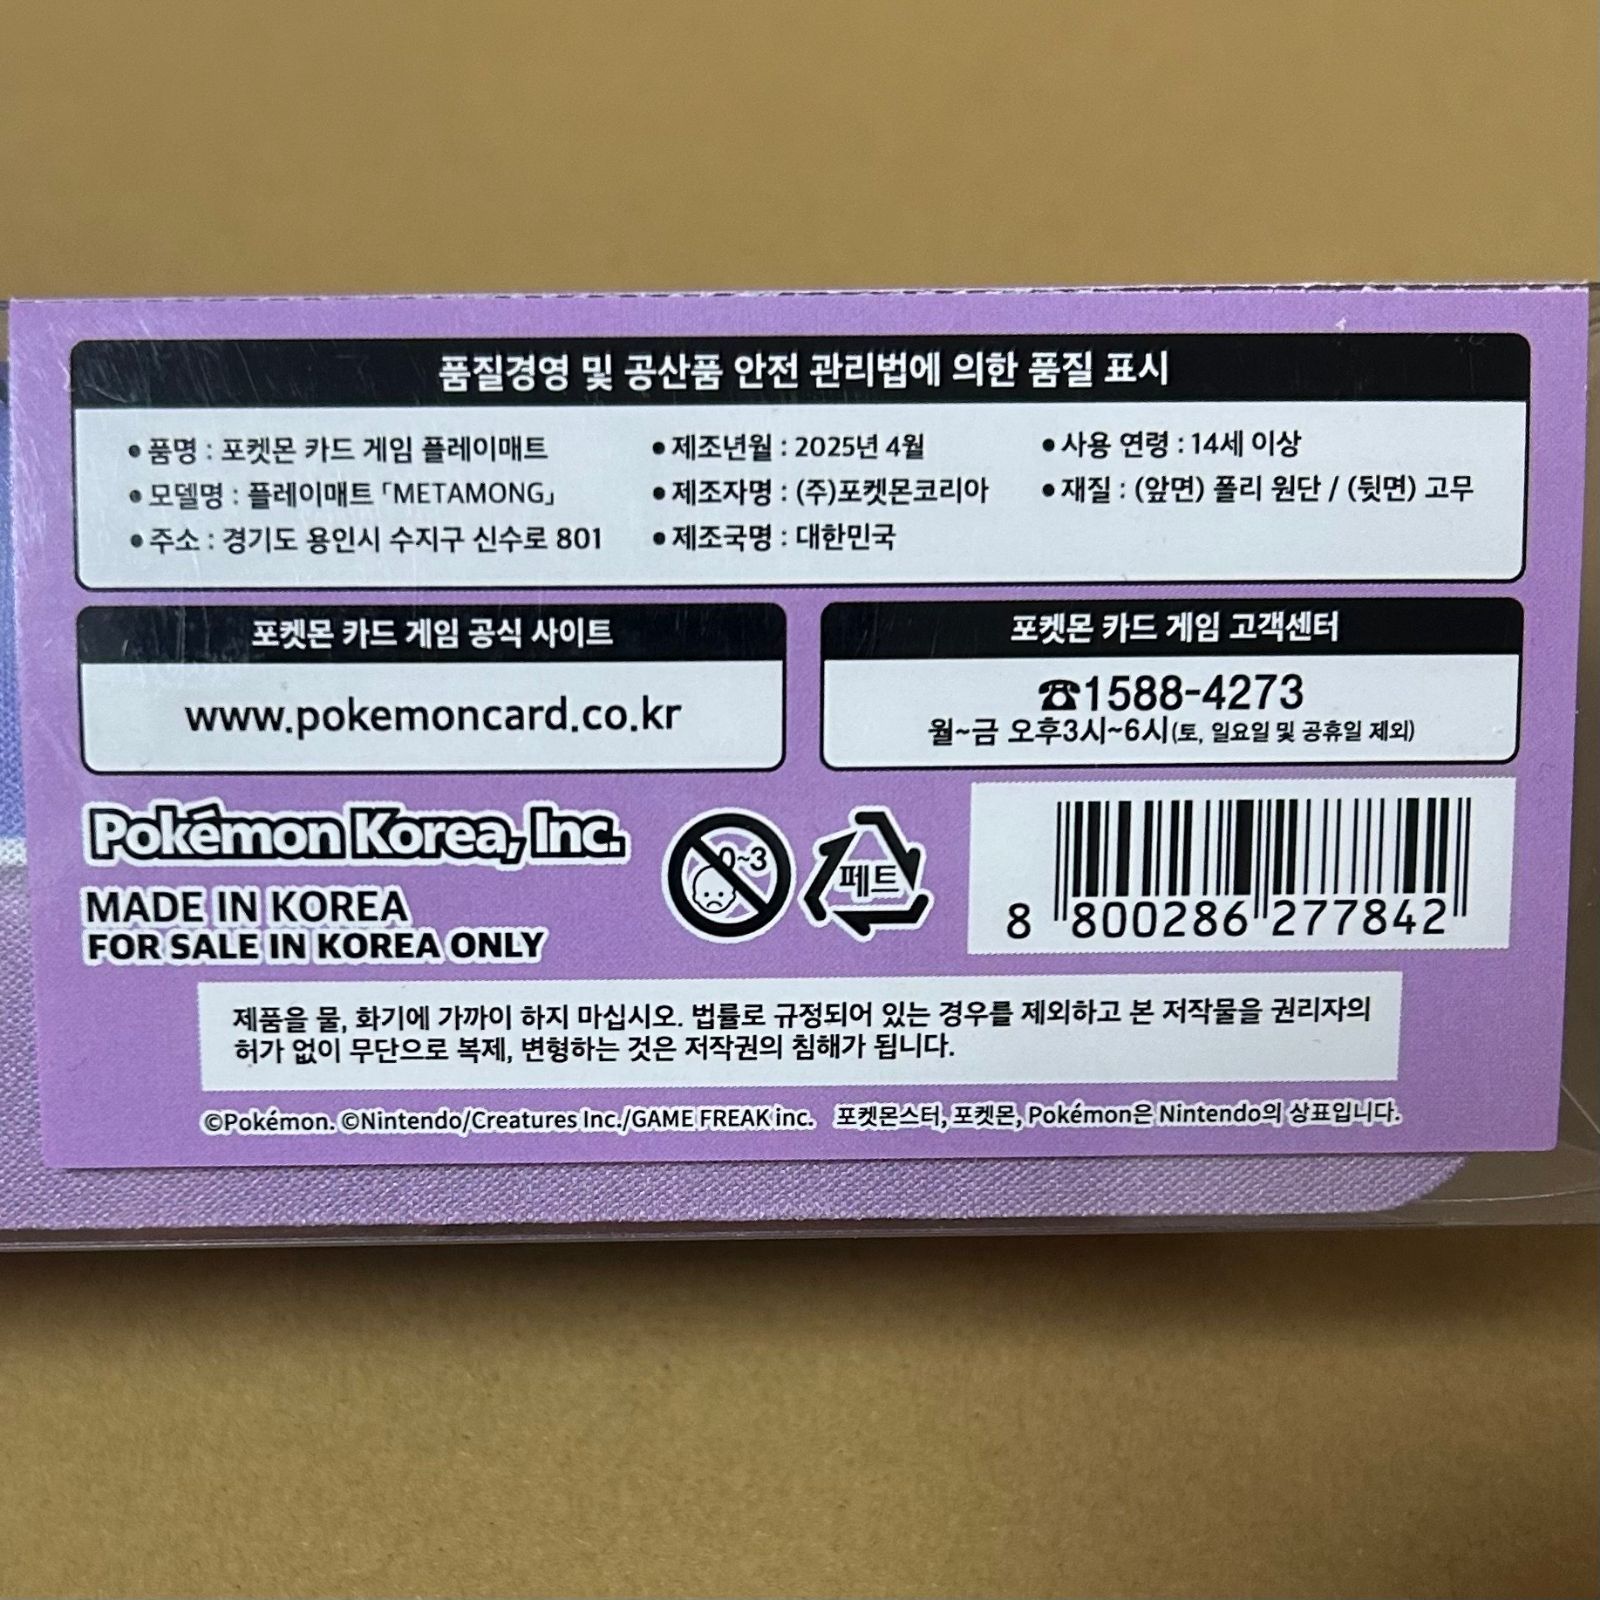 품질경영 및 공산품 안전 관리법에 의한 품질 표시
• 품명 : 포켓몬 카드 게임 플레이매트
• 모델명 : 플레이매트 「METAMONG」
• 주소 : 경기도 용인시 수지구 신수로 801
• 제조년월 : 2025년 4월
• 제조자명 : (주)포켓몬코리아
• 제조국명 : 대한민국
• 사용 연령 : 14세 이상
• 재질 : (앞면) 폴리 원단 / (뒷면) 고무
포켓몬 카드 게임 공식 사이트
www.pokemoncard.co.kr
포켓몬 카드 게임 고객센터
☎1588-4273
월~금 오후3시~6시(토, 일요일 및 공휴일 제외)
Pokémon Korea, Inc.
MADE IN KOREA
FOR SALE IN KOREA ONLY
0~3
페트
8 800286 277842
제품을 물, 화기에 가까이 하지 마십시오. 법률로 규정되어 있는 경우를 제외하고 본 저작물을 권리자의
허가 없이 무단으로 복제, 변형하는 것은 저작권의 침해가 됩니다.
©Pokémon. ©Nintendo/Creatures Inc./GAME FREAK inc. 포켓몬스터, 포켓몬, Pokémon은 Nintendo의 상표입니다.